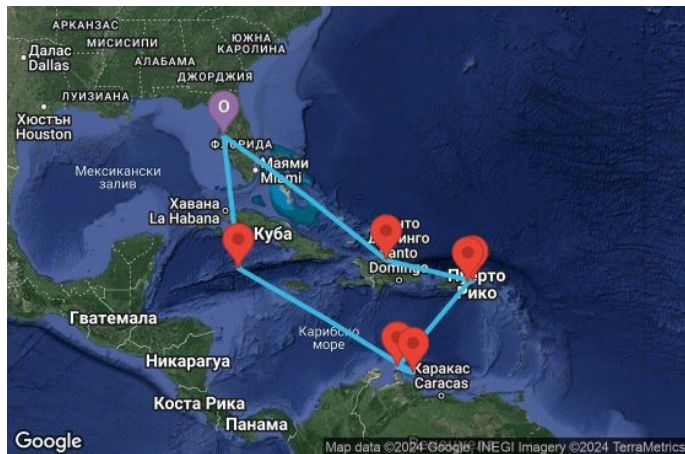 АРКАНЗАС
МИСИСИПИ
ЮЖНА
КАРОЛИНА
Далас
Dallas
АЛАБАМА
ДЖОРДЖИЯ
ЛУИЗИАНА
O
Хюстън
Houston
ФЛОРИДА
Маями
Miami
Мексикански
залив
Хавана
La Habana
Куба
Доминго
Santo
Domingo
Пуерто
Рико
Гватемала
Карибско
море
Никарагуа
Каракас
Caracas
Коста Рика
Панама
Google
Map data ©2024 Google, INEGI Imagery ©2024 TerraMetrics